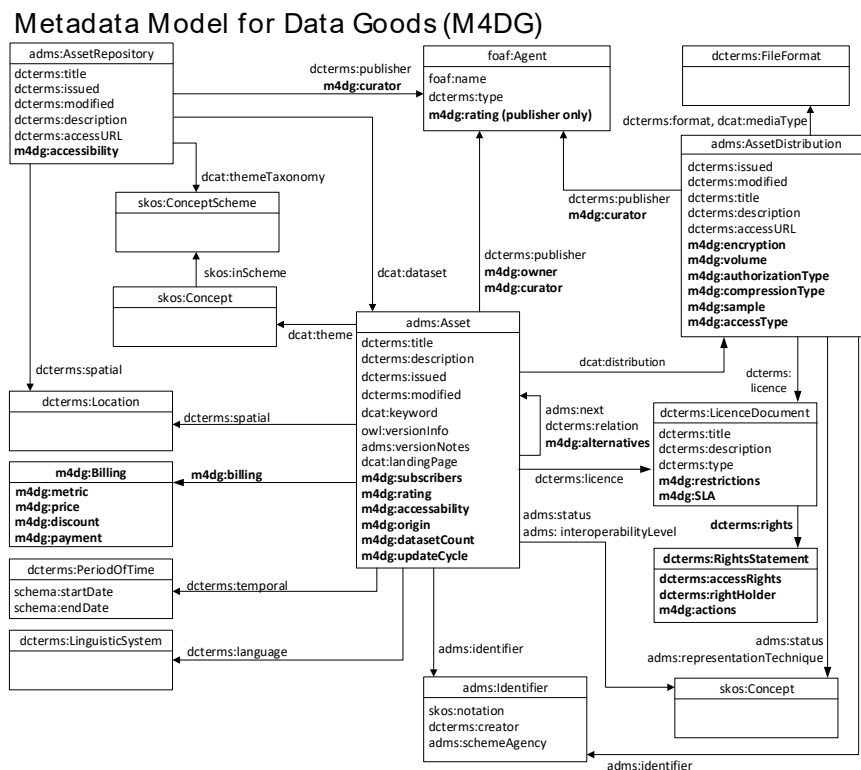 Metadata Model for Data Goods (M4DG)
adms:AssetRepository
dcterms:title
dcterms:issued
dcterms:modified
dcterms:description
dcterms:accessURL
m4dg:accessibility
dcterms:publisher
m4dg:curator
foaf:Agent
foaf:name
dcterms:type
m4dg:rating (publisher only)
dcterms:FileFormat
dcterms:format, dcat:mediaType
adms:AssetDistribution
dcterms:issued
dcterms:modified
dcterms:title
dcterms:description
dcterms:accessURL
m4dg:encryption
m4dg:volume
m4dg:authorizationType
m4dg:compressionType
m4dg:sample
m4dg:accessType
dcterms:publisher
m4dg:curator
dcat:themeTaxonomy
skos:ConceptScheme
skos:inScheme
skos:Concept
dcat:theme
dcat:dataset
dcterms:publisher
m4dg:owner
m4dg:curator
adms:Asset
dcterms:title
dcterms:description
dcterms:issued
dcterms:modified
dcat:keyword
owl:versionInfo
adms:versionNotes
dcat:landingPage
m4dg:subscribers
m4dg:rating
m4dg:accessability
m4dg:origin
m4dg:datasetCount
m4dg:updateCycle
dcat:distribution
adms:next
dcterms:relation
m4dg:alternatives
dcterms:licence
adms:status
adms: interoperabilityLevel
dcterms:
licence
dcterms:LicenceDocument
dcterms:title
dcterms:description
dcterms:type
m4dg:restrictions
m4dg:SLA
dcterms:rights
dcterms:RightsStatement
dcterms:accessRights
dcterms:rightHolder
m4dg:actions
dcterms:spatial
dcterms:Location
dcterms:spatial
m4dg:Billing
m4dg:metric
m4dg:price
m4dg:discount
m4dg:payment
m4dg:billing
dcterms:PeriodOfTime
schema:startDate
schema:endDate
dcterms:temporal
dcterms:LinguisticSystem
dcterms:language
adms:identifier
adms:Identifier
skos:notation
dcterms:creator
adms:schemeAgency
adms:status
adms:representationTechnique
skos:Concept
adms:identifier